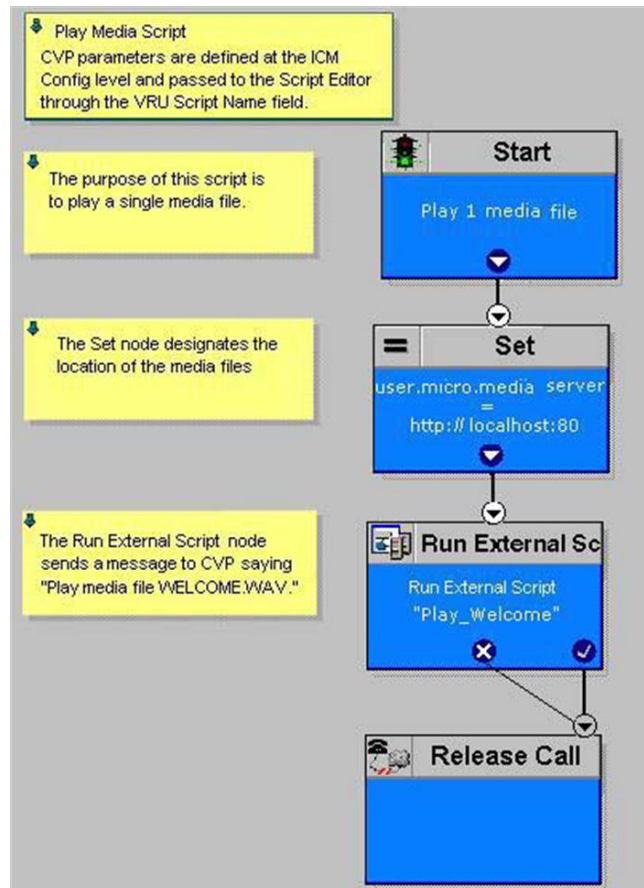 Play Media Script
CVP parameters are defined at the ICM
Config level and passed to the Script Editor
through the VRU Script Name field.
Start
Play 1 media file
The purpose of this script is
to play a single media file.
The Set node designates the
location of the media files
Set
user.micro.media server
=
http://localhost:80
The Run External Script node
sends a message to CVP saying
"Play media file WELCOME.WAV."
Run External Sc
Run External Script
"Play_Welcome"
Release Call